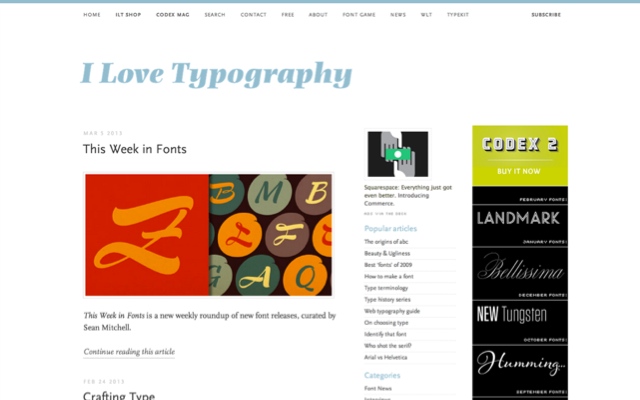 HOME ILT SHOP CODEX MAG SEARCH CONTACT FREE ABOUT FONT GAME NEWS WLT TYPEKIT SUBSCRIBE
I Love Typography
MAR 5 2013
This Week in Fonts
Z
B M B
L F
G A Q
This Week in Fonts is a new weekly roundup of new font releases, curated by
Sean Mitchell.
Continue reading this article
FEB 24 2013
Crafting Type
Squarespace: Everything just got
even better. Introducing
Commerce.
Popular articles
The origins of abc
Beauty & Ugliness
Best 'fonts' of 2009
How to make a font
Type terminology
Type history series
Web typography guide
On choosing type
Identify that font
Who shot the serif?
Arial vs Helvetica
Categories
Font News
Interviews
CODEX 2
BUY IT NOW
FEBRUARY FONTS:
LANDMARK
JANUARY FONTS:
Bellissima
DECEMBER FONTS:
NEW Tungsten
OCTOBER FONTS:
Humming...
SEPTEMBER FONTS: